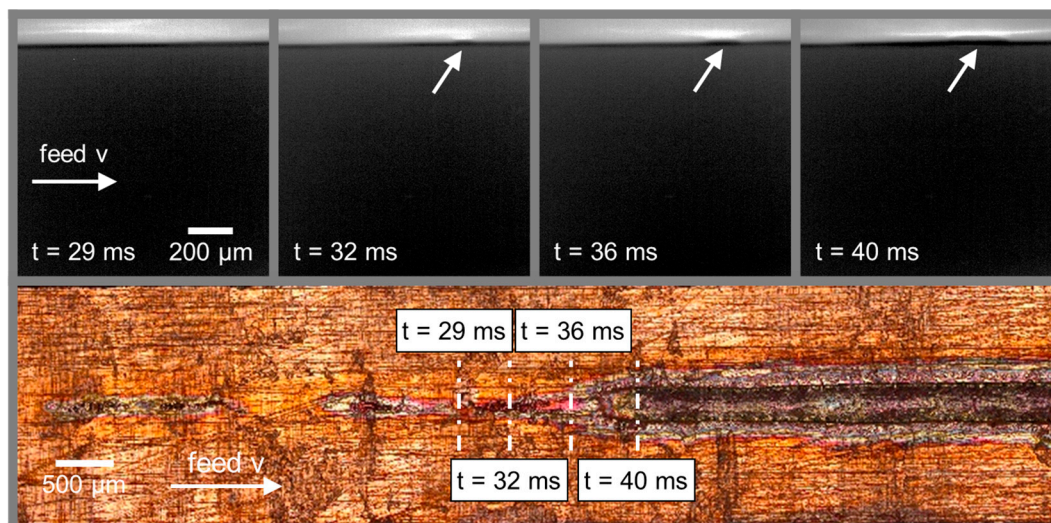 feed v
t = 29 ms
200 μm
t = 32 ms
t = 36 ms
t = 40 ms
t = 29 ms
t = 36 ms
500 μm
feed v
t = 32 ms
t = 40 ms